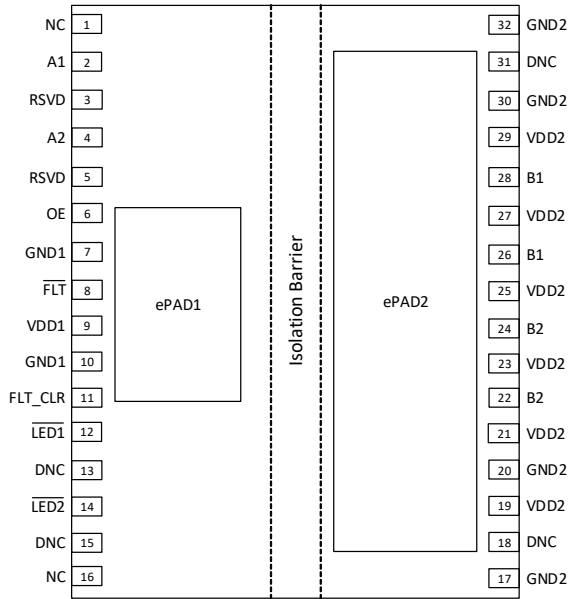 NC 1
A1 2
RSVD 3
A2 4
RSVD 5
OE 6
GND1 7
FLT 8
VDD1 9
GND1 10
FLT_CLR 11
LED1 12
DNC 13
LED2 14
DNC 15
NC 16
ePAD1
Isolation Barrier
ePAD2
32 GND2
31 DNC
30 GND2
29 VDD2
28 B1
27 VDD2
26 B1
25 VDD2
24 B2
23 VDD2
22 B2
21 VDD2
20 GND2
19 VDD2
18 DNC
17 GND2